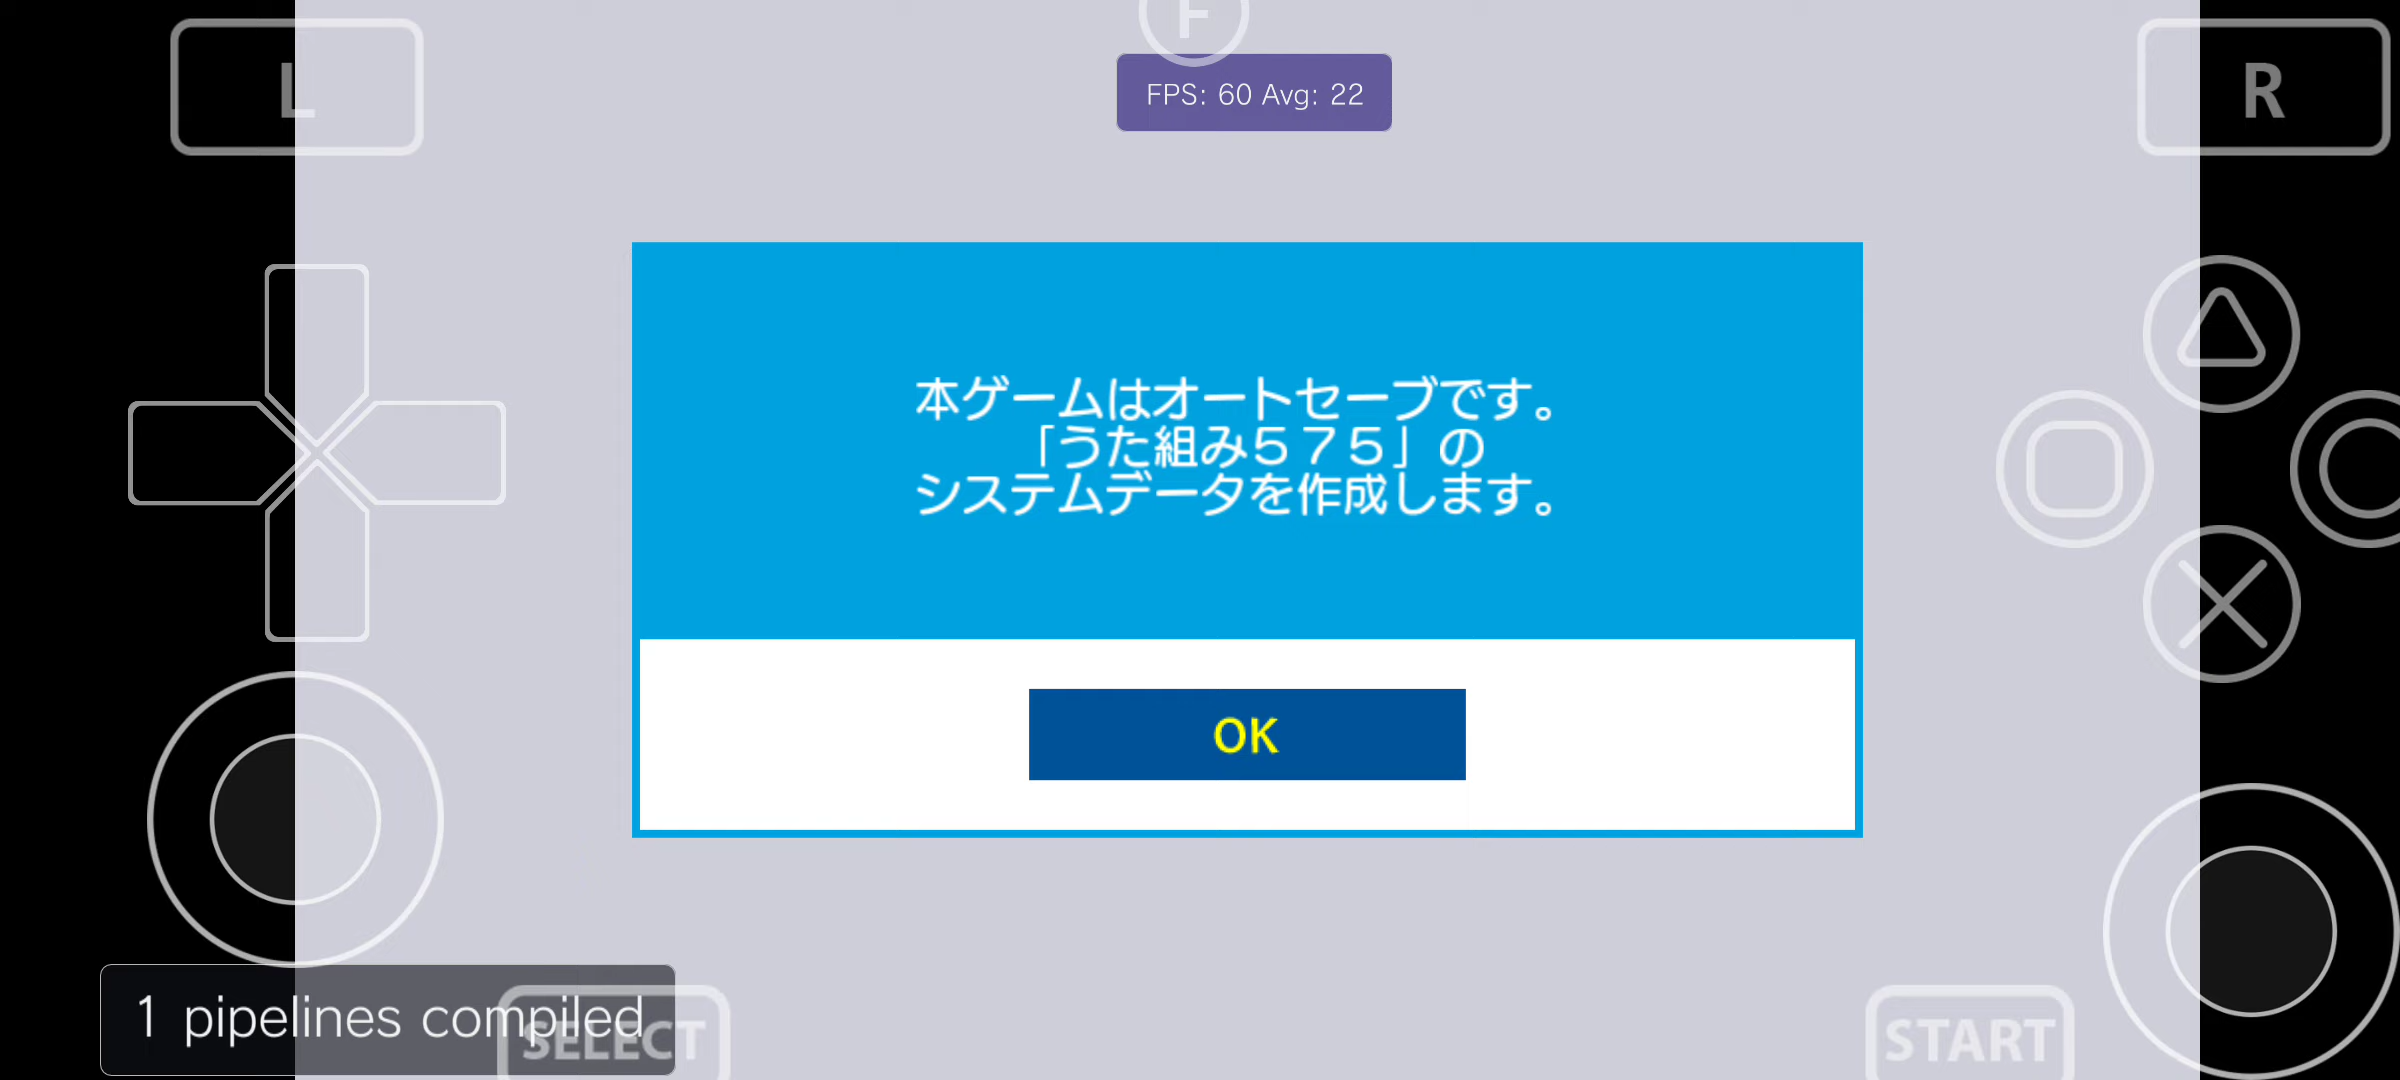 F
L
R
FPS: 60 Avg: 22
本ゲームはオートセーブです。
「うた組み５７５」の
システムデータを作成します。
OK
1 pipelines compiled
SELECT
START